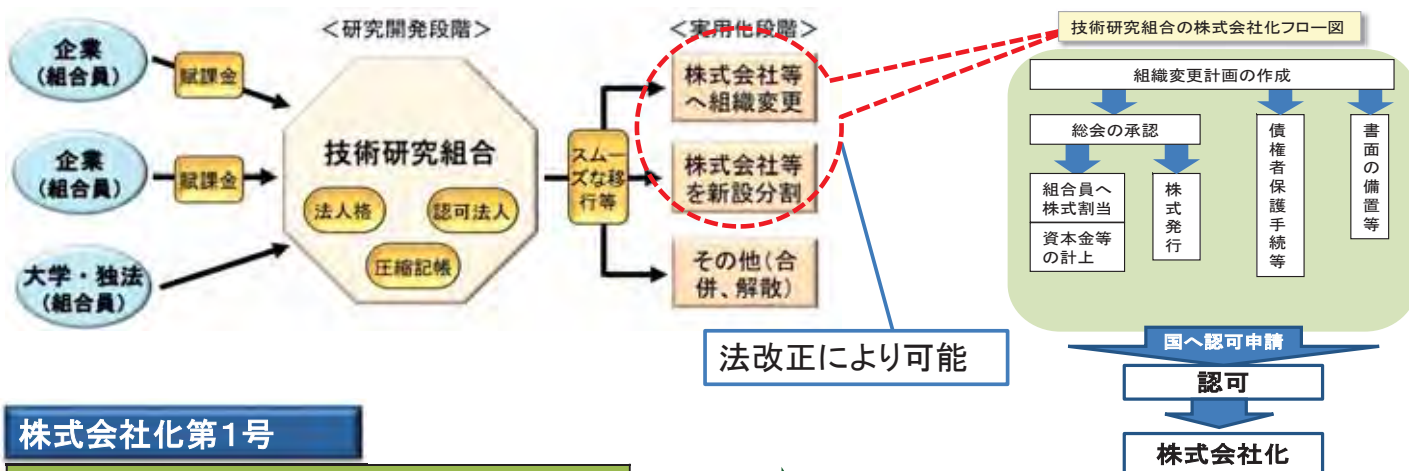 ＜研究開発段階＞
＜実用化段階＞
企業
(組合員)
賦課金
企業
(組合員)
賦課金
大学・独法
(組合員)
技術研究組合
法人格
認可法人
圧縮記帳
スムー
ズな移
行等
株式会社等
へ組織変更
株式会社等
を新設分割
その他(合
併、解散)
法改正により可能
技術研究組合の株式会社化フロー図
組織変更計画の作成
総会の承認
組合員へ
株式割当
資本金等
の計上
株式発行
債権者保護手続等
書面の備置等
国へ認可申請
認可
株式会社化
株式会社化第1号